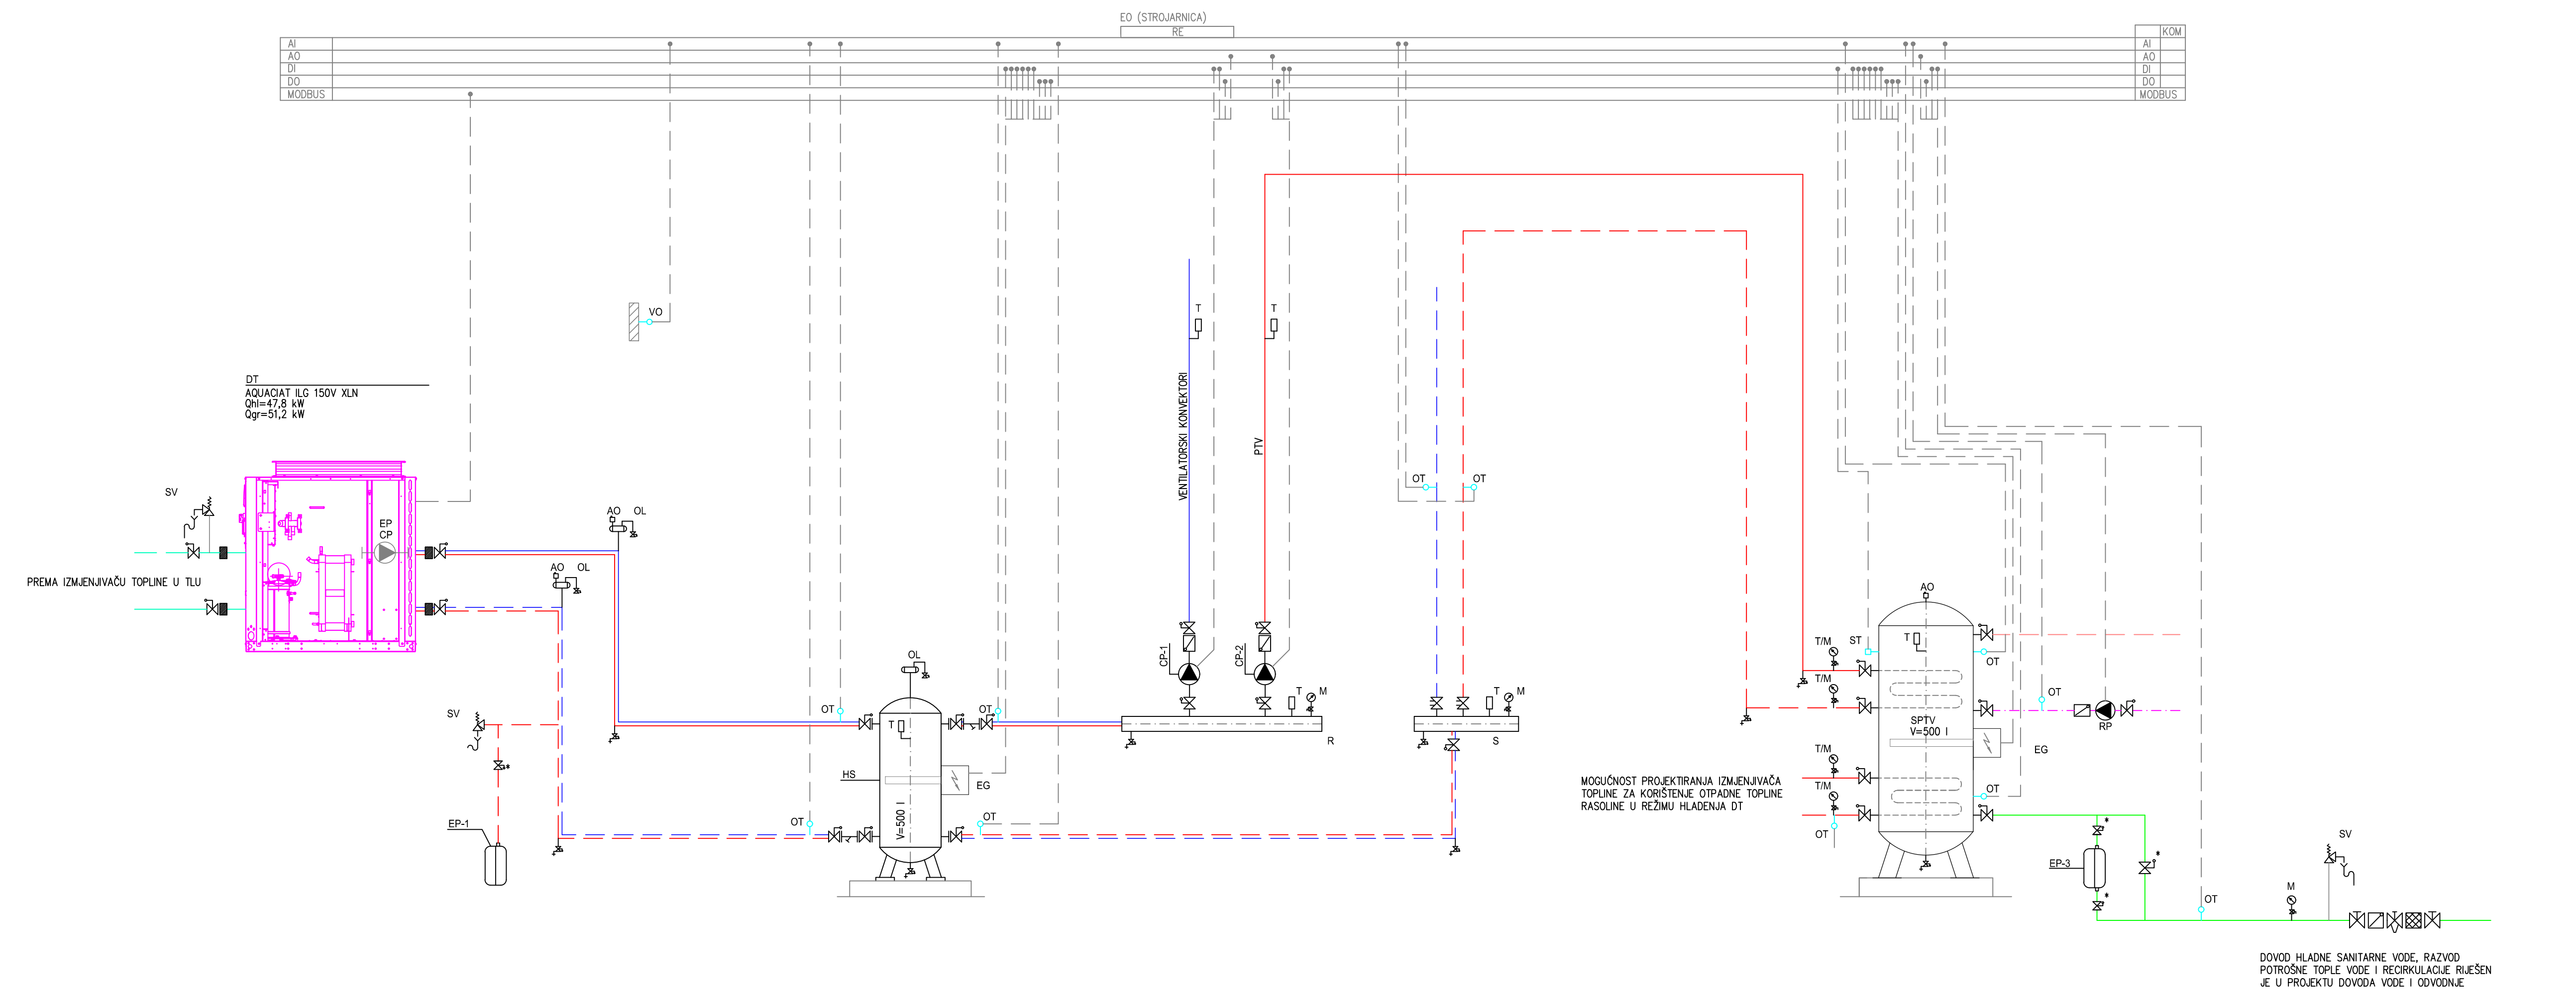 EO (STROJARNICA)
RE
KOM
AI
AI
AO
AO
DI
DI
DO
DO
MODBUS
MODBUS
VO
T
T
DT
AQUACIAT ILG 150V XLN
Qhl=47,8 kW
Qgr=51,2 kW
VENTILATORSKI KONVEKTORI
PTV
OT
OT
SV
AO
OL
EP
CP
AO
OL
PREMA IZMJENJIVAČU TOPLINE U TLU
AO
T
T/M
ST
OT
CP-1
CP-2
OL
T/M
T
M
T
M
OT
SV
OT
OT
T
SPTV
V=500 l
RP
R
S
EG
T/M
HS
EG
MOGUĆNOST PROJEKTIRANJA IZMJENJIVAČA
TOPLINE ZA KORIŠTENJE OTPADNE TOPLINE
RASOLINE U REŽIMU HLAĐENJA DT
T/M
OT
V=500 l
OT
OT
OT
EP-1
SV
EP-3
M
OT
DOVOD HLADNE SANITARNE VODE, RAZVOD
POTROŠNE TOPLE VODE I RECIRKULACIJE RIJEŠEN
JE U PROJEKTU DOVODA VODE I ODVODNJE